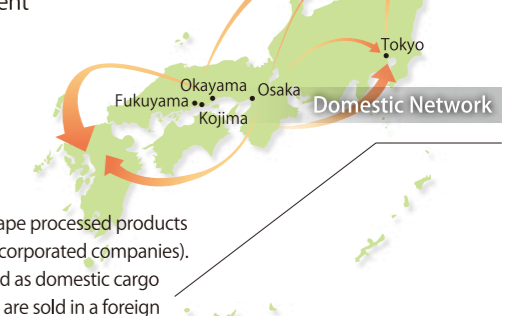 ent
Tokyo
Okayama
Osaka
Fukuyama
Kojima
Domestic Network
ape processed products
corporated companies).
d as domestic cargo
are sold in a foreign